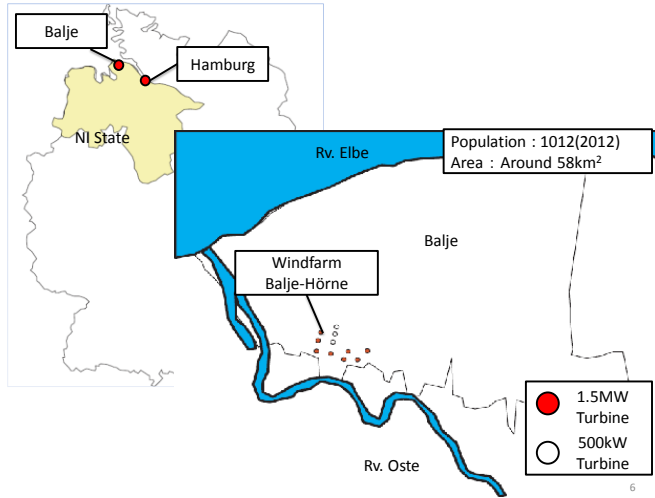 Balje
Hamburg
NI State
Rv. Elbe
Population : 1012(2012)
Area : Around 58km²
Balje
Windfarm
Balje-Hörne
1.5MW
Turbine
500kW
Turbine
Rv. Oste
6